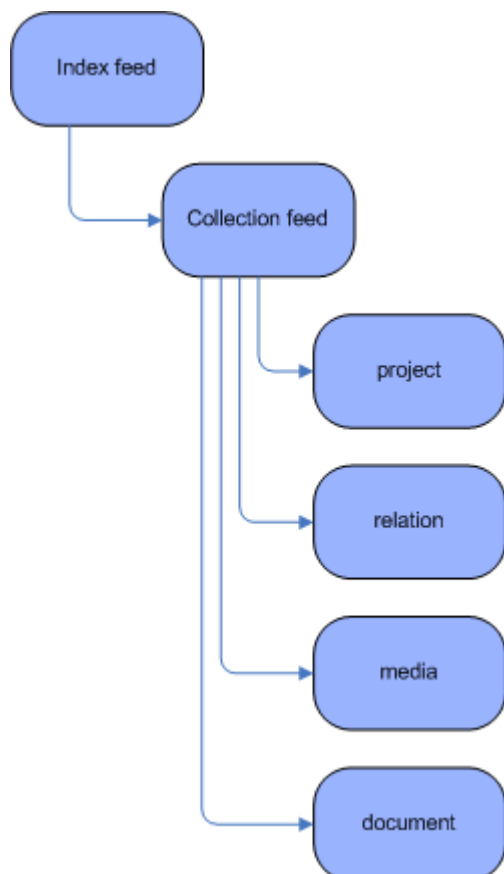 Index feed
Collection feed
project
relation
media
document